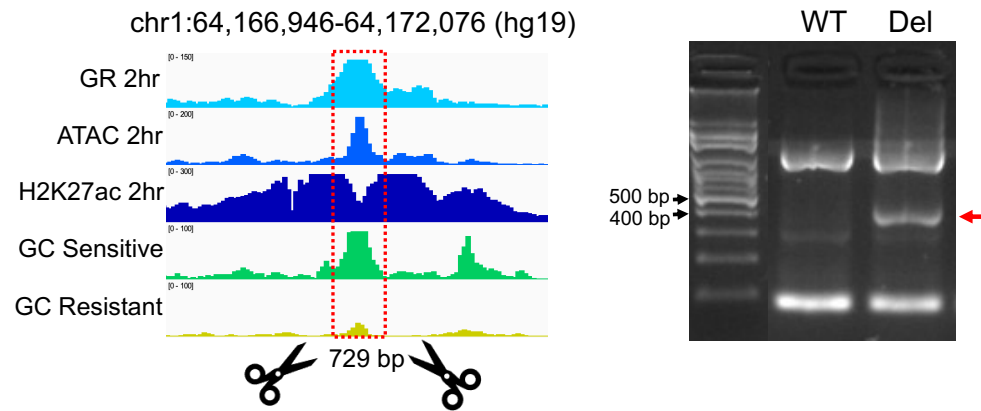 chr1:64,166,946-64,172,076 (hg19)
WT Del
[0 - 150]
GR 2hr
[0 - 200]
ATAC 2hr
[0 - 300]
H2K27ac 2hr
[0 - 100]
GC Sensitive
[0 - 100]
GC Resistant
729 bp
500 bp
400 bp